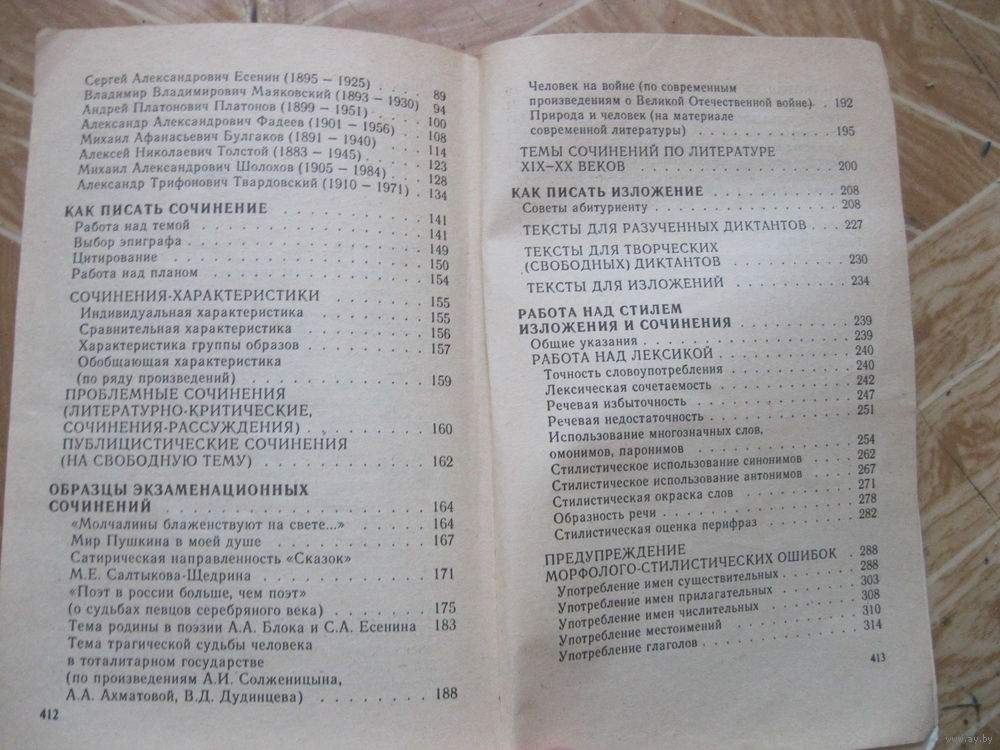 Сергей Александрович Есенин (1895 – 1925) . . . . 89
Владимир Владимирович Маяковский (1893 – 1930) 94
Андрей Платонович Платонов (1899 – 1951) . . . . 100
Александр Александрович Фадеев (1901 – 1956) . . . 108
Михаил Афанасьевич Булгаков (1891 – 1940) . . . . 114
Алексей Николаевич Толстой (1883 – 1945) . . . . . 123
Михаил Александрович Шолохов (1905 – 1984) . . . . 128
Александр Трифонович Твардовский (1910 – 1971) . . 134
КАК ПИСАТЬ СОЧИНЕНИЕ . . . . . . . . . . 141
Работа над темой . . . . . . . . . . 141
Выбор эпиграфа . . . . . . . . . . 149
Цитирование . . . . . . . . . . 150
Работа над планом . . . . . . . . . . 154
СОЧИНЕНИЯ-ХАРАКТЕРИСТИКИ . . . . . . . 155
Индивидуальная характеристика . . . . . . . 155
Сравнительная характеристика . . . . . . . 156
Характеристика группы образов . . . . . . . 157
Обобщающая характеристика
(по ряду произведений) . . . . . . . . . . 159
ПРОБЛЕМНЫЕ СОЧИНЕНИЯ
(ЛИТЕРАТУРНО-КРИТИЧЕСКИЕ,
СОЧИНЕНИЯ-РАССУЖДЕНИЯ) . . . . . . . . 160
ПУБЛИЦИСТИЧЕСКИЕ СОЧИНЕНИЯ
(НА СВОБОДНУЮ ТЕМУ) . . . . . . . . . . 162
ОБРАЗЦЫ ЭКЗАМЕНАЦИОННЫХ
СОЧИНЕНИЙ . . . . . . . . . . 164
«Молчалины блаженствуют на свете...» . . . . . 164
Мир Пушкина в моей душе . . . . . . . . . 167
Сатирическая направленность «Сказок»
М.Е. Салтыкова-Щедрина . . . . . . . . . . 171
«Поэт в россии больше, чем поэт»
(о судьбах певцов серебряного века) . . . . . . 175
Тема родины в поэзии А.А. Блока и С.А. Есенина 183
Тема трагической судьбы человека
в тоталитарном государстве
(по произведениям А.И. Солженицына,
А.А. Ахматовой, В.Д. Дудинцева) . . . . . . . 188
412
Человек на войне (по современным
произведениям о Великой Отечественной войне) . 192
Природа и человек (на материале
современной литературы) . . . . . . . . . 195
ТЕМЫ СОЧИНЕНИЙ ПО ЛИТЕРАТУРЕ
XIX–XX ВЕКОВ . . . . . . . . . . 200
КАК ПИСАТЬ ИЗЛОЖЕНИЕ . . . . . . . . . 208
Советы абитуриенту . . . . . . . . . . 208
ТЕКСТЫ ДЛЯ РАЗУЧЕННЫХ ДИКТАНТОВ . . . 227
ТЕКСТЫ ДЛЯ ТВОРЧЕСКИХ
(СВОБОДНЫХ) ДИКТАНТОВ . . . . . . . . 230
ТЕКСТЫ ДЛЯ ИЗЛОЖЕНИЙ . . . . . . . . 234
РАБОТА НАД СТИЛЕМ
ИЗЛОЖЕНИЯ И СОЧИНЕНИЯ . . . . . . . . 239
Общие указания . . . . . . . . . . 239
РАБОТА НАД ЛЕКСИКОЙ . . . . . . . . . . 240
Точность словоупотребления . . . . . . . . . 240
Лексическая сочетаемость . . . . . . . . . . 242
Речевая избыточность . . . . . . . . . . 247
Речевая недостаточность . . . . . . . . . . 251
Использование многозначных слов,
омонимов, паронимов . . . . . . . . . . 254
Стилистическое использование синонимов . . . . 262
Стилистическое использование антонимов . . . . 267
Стилистическая окраска слов . . . . . . . . . 271
Образность речи . . . . . . . . . . 278
Стилистическая оценка перифраз . . . . . . . 282
ПРЕДУПРЕЖДЕНИЕ
МОРФОЛОГО-СТИЛИСТИЧЕСКИХ ОШИБОК . 288
Употребление имен существительных . . . . . . 288
Употребление имен прилагательных . . . . . . 303
Употребление имен числительных . . . . . . . 308
Употребление местоимений . . . . . . . . . 310
Употребление глаголов . . . . . . . . . . 314
413
www.ay.by